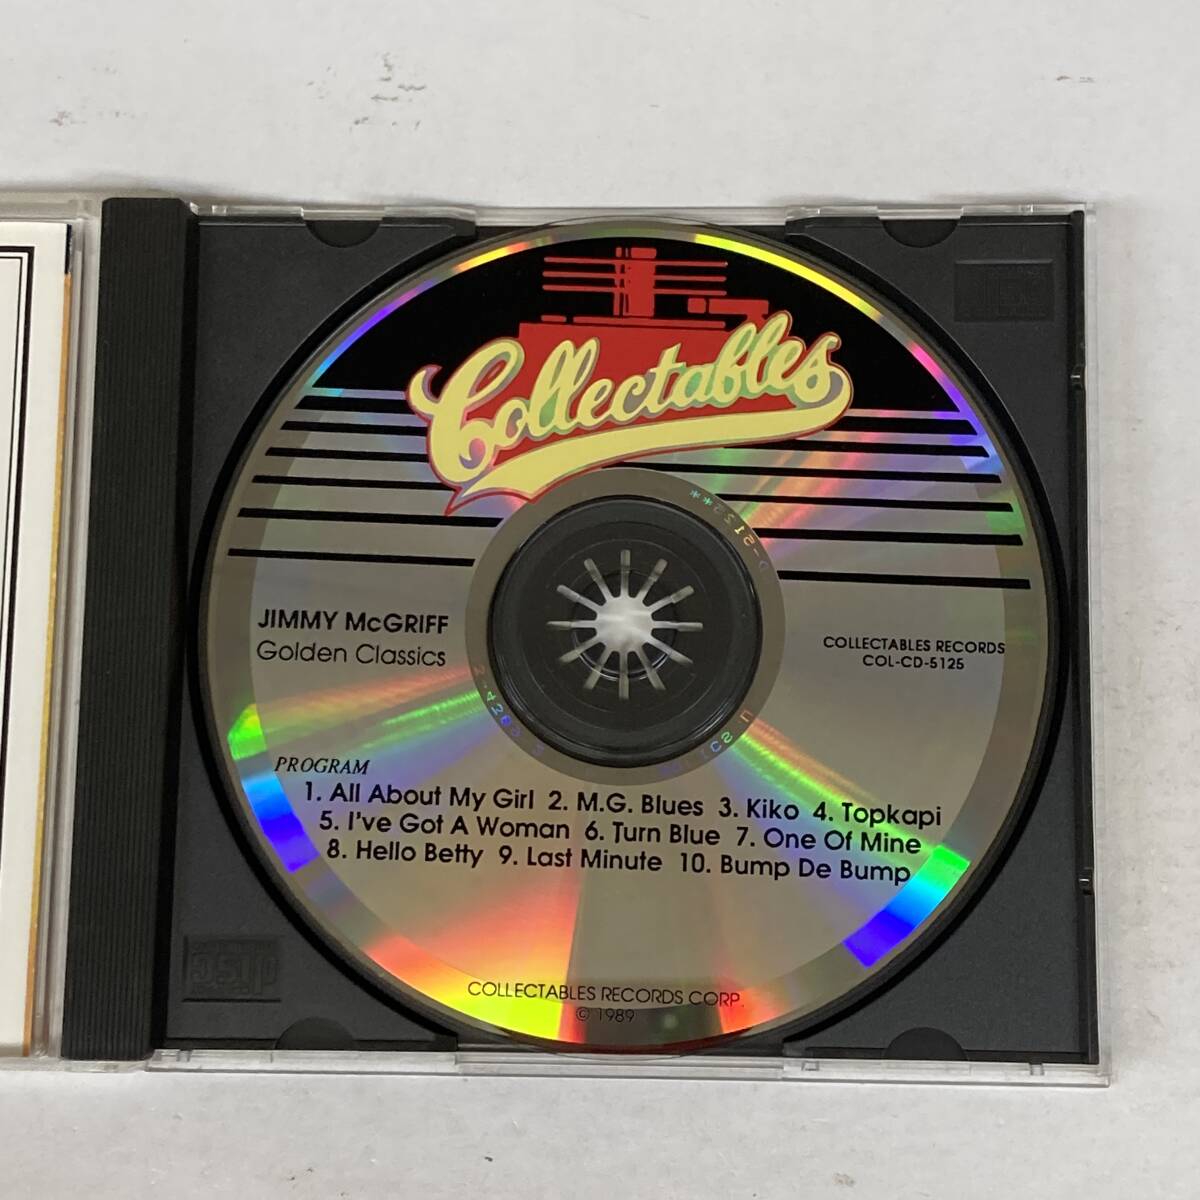 Collectables
JIMMY McGRIFF
Golden Classics
COLLECTABLES RECORDS
COL-CD-5125
PROGRAM
1. All About My Girl 2. M.G. Blues 3. Kiko 4. Topkapi
5. I've Got A Woman 6. Turn Blue 7. One Of Mine
8. Hello Betty 9. Last Minute 10. Bump De Bump
COLLECTABLES RECORDS CORP.
© 1989
disc